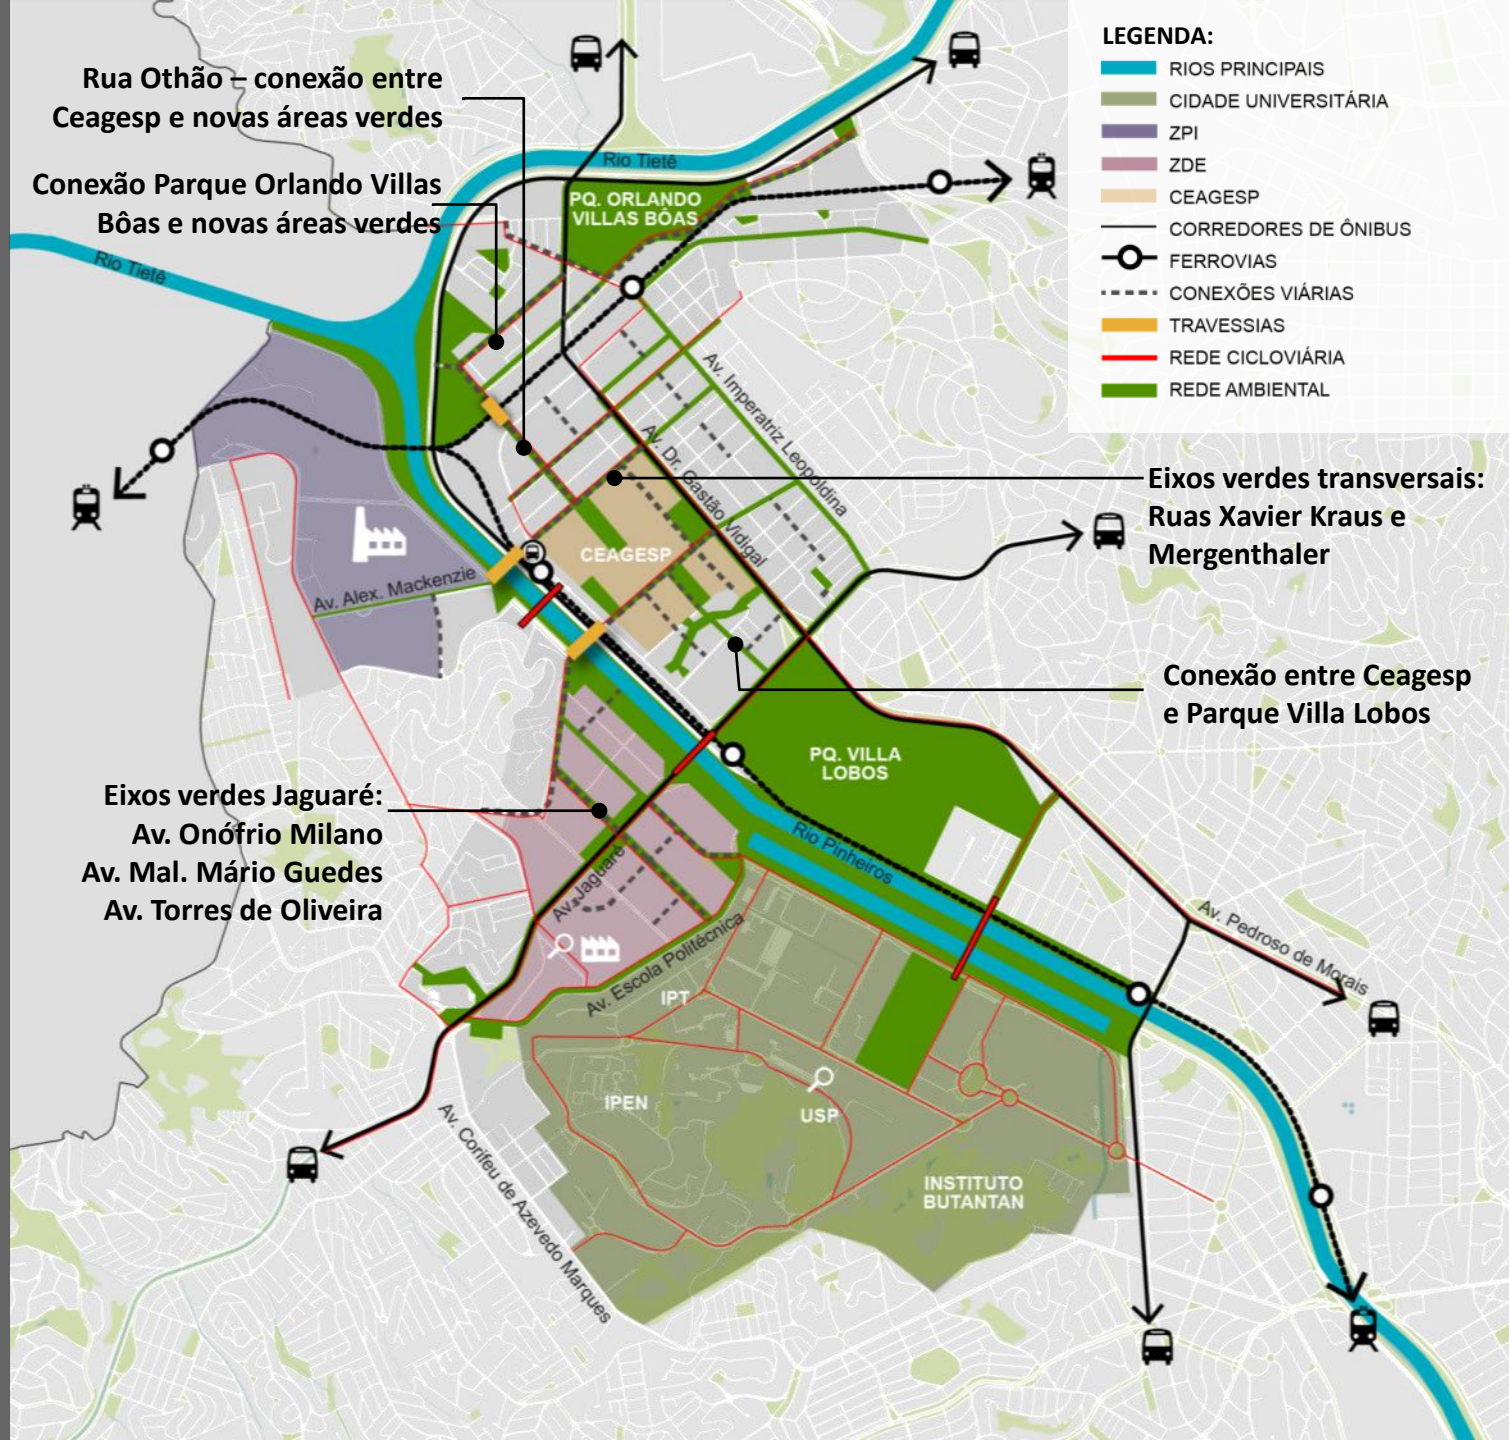 Rua Othão – conexão entre
Ceagesp e novas áreas verdes
Conexão Parque Orlando Villas
Bôas e novas áreas verdes
LEGENDA:
RIOS PRINCIPAIS
CIDADE UNIVERSITÁRIA
ZPI
ZDE
CEAGESP
CORREDORES DE ÔNIBUS
FERROVIAS
CONEXÕES VIÁRIAS
TRAVESSIAS
REDE CICLOVIÁRIA
REDE AMBIENTAL
Rio Tietê
PQ. ORLANDO
VILLAS BÔAS
Rio Tietê
Av. Imperatriz Leopoldina
Av. Dr. Gastão Vidigal
Eixos verdes transversais:
Ruas Xavier Kraus e
Mergenthaler
CEAGESP
Av. Alex. Mackenzie
Conexão entre Ceagesp
e Parque Villa Lobos
PQ. VILLA
LOBOS
Eixos verdes Jaguaré:
Av. Onófrio Milano
Av. Mal. Mário Guedes
Av. Torres de Oliveira
Rio Pinheiros
Av. Jaguaré
Av. Escola Politécnica
Av. Pedroso de Morais
IPT
IPEN
USP
Av. Corifeu de Azevedo Marques
INSTITUTO
BUTANTAN